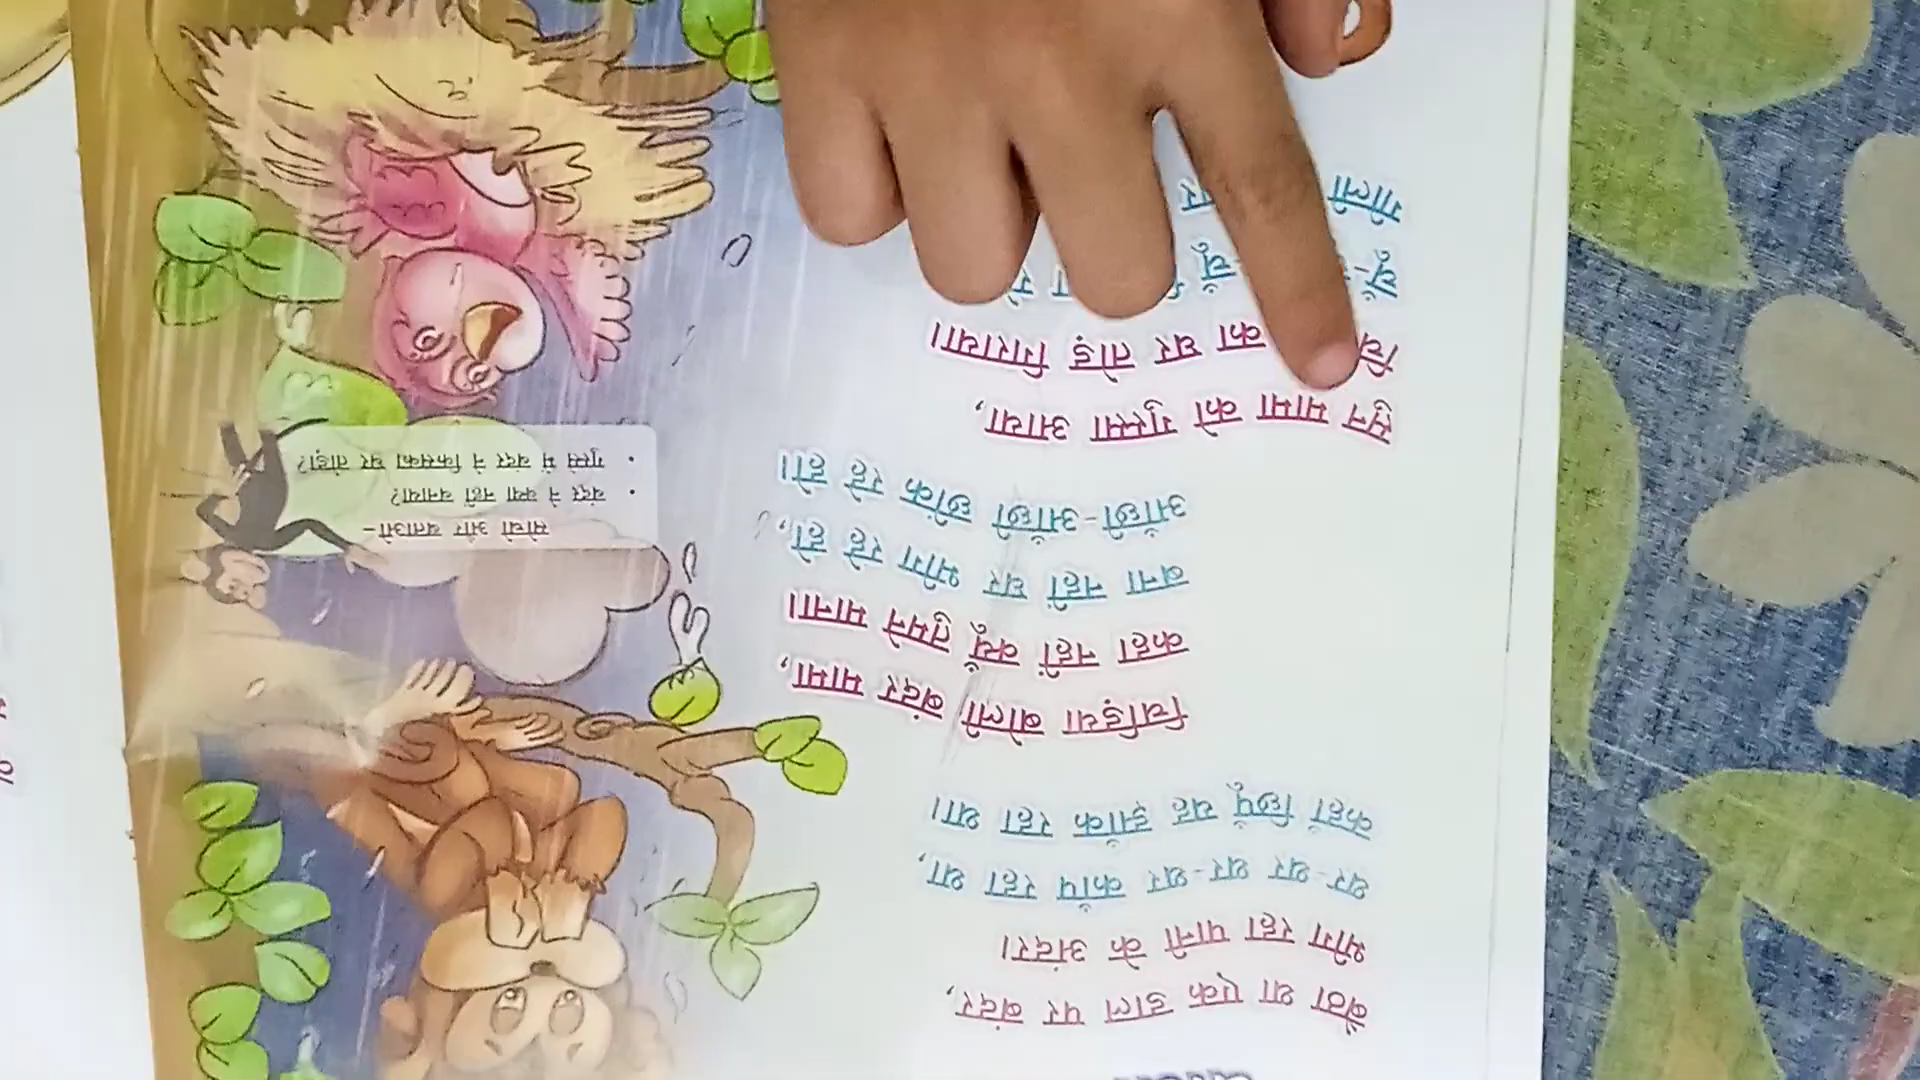 बैठा था एक डाल पर बंदर,
भीग रहा पानी के अंदर।
थर-थर थर-थर काँप रहा था,
कहाँ छिपूँ यह झाँक रहा था।
चिड़िया बोली बंदर मामा,
कहा नहीं क्यूँ तुमने माना।
बना नहीं घर भीग रहे हो,
आँछी-आँछी छींक रहे हो।
सुन मामा को गुस्सा आया,
का घर तोड़ गिराया।
गीली
सोचो और बताओ-
• बंदर ने क्या नहीं बनाया?
• गुस्से में बंदर ने किसका घर तोड़ा?